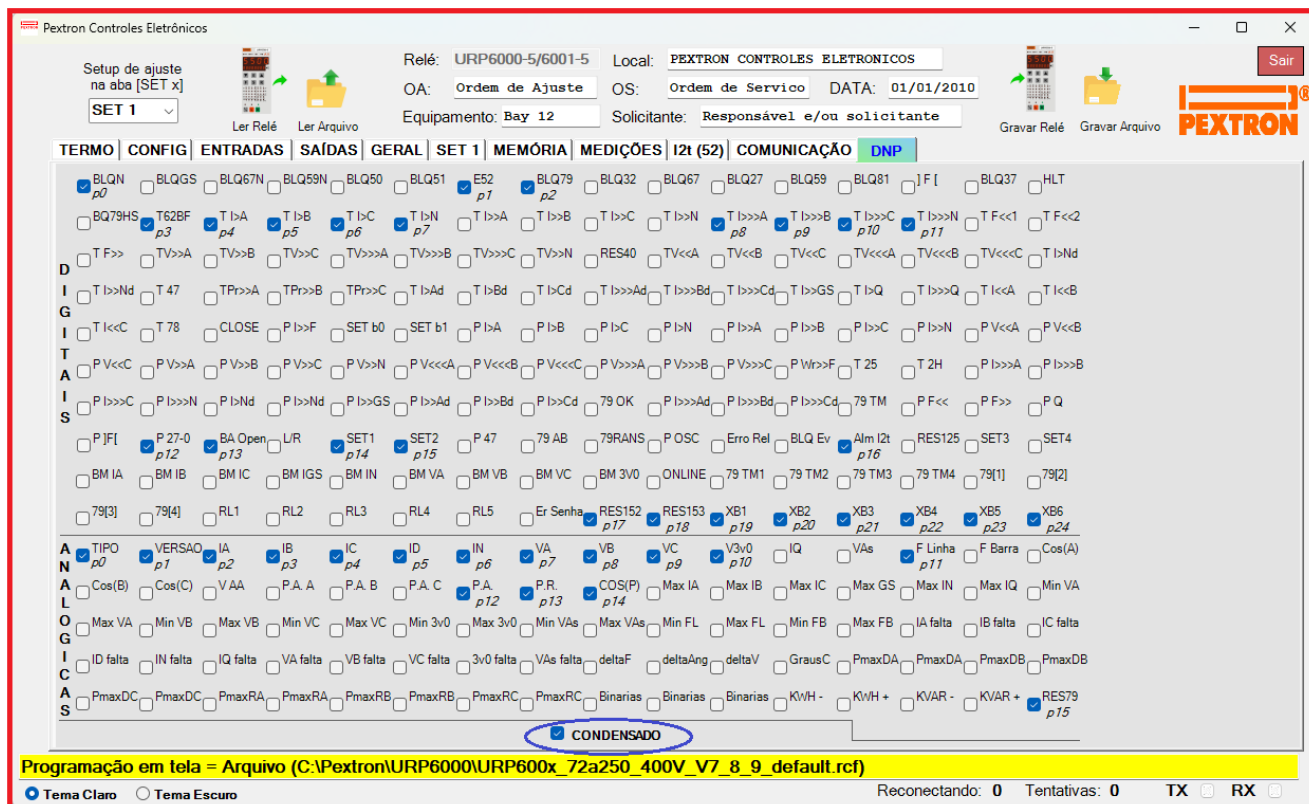 Pextron Controles Eletrônicos
Setup de ajuste
na aba [SET x]
SET 1
Ler Relé
Ler Arquivo
Relé: URP6000-5/6001-5 Local: PEXTRON CONTROLES ELETRONICOS
OA: Ordem de Ajuste OS: Ordem de Servico DATA: 01/01/2010
Equipamento: Bay 12 Solicitante: Responsável e/ou solicitante
Gravar Relé
Gravar Arquivo
Sair
PEXTRON®
TERMO CONFIG ENTRADAS SAÍDAS GERAL SET 1 MEMÓRIA MEDIÇÕES I2t (52) COMUNICAÇÃO DNP
DIGITAIS
BLQN BLQGS BLQ67N BLQ59N BLQ50 BLQ51 E52 BLQ79 BLQ32 BLQ67 BLQ27 BLQ59 BLQ81 ] F [ BLQ37 HLT
p0 p1 p2
BQ79HS T62BF T I>A T I>B T I>C T I>N T I>>A T I>>B T I>>C T I>>N T I>>>A T I>>>B T I>>>C T I>>>N T F<<1 T F<<2
p3 p4 p5 p6 p7 p8 p9 p10 p11
T F>> TV>>A TV>>B TV>>C TV>>>A TV>>>B TV>>>C TV>>N RES40 TV<<A TV<<B TV<<C TV<<<A TV<<<B TV<<<C T I>Nd
T I>>Nd T 47 TPr>>A TPr>>B TPr>>C T I>Ad T I>Bd T I>Cd T I>>>Ad T I>>>Bd T I>>>Cd T I>>GS T I>Q T I>>>Q T I<<A T I<<B
T I<<C T 78 CLOSE P I>>F SET b0 SET b1 P I>A P I>B P I>C P I>N P I>>A P I>>B P I>>C P I>>N P V<<A P V<<B
P V<<C P V>>A P V>>B P V>>C P V>>N P V<<<A P V<<<B P V<<<C P V>>>A P V>>>B P V>>>C P Wr>>F T 25 T 2H P I>>>A P I>>>B
P I>>>C P I>>>N P I>Nd P I>>Nd P I>>GS P I>>Ad P I>>Bd P I>>Cd 79 OK P I>>>Ad P I>>>Bd P I>>>Cd 79 TM P F<< P F>> P Q
P ]F[ P 27-0 BA Open L/R SET1 SET2 P 47 79 AB 79RANS P OSC Erro Rel BLQ Ev Alm I2t RES125 SET3 SET4
p12 p13 p14 p15 p16
BM IA BM IB BM IC BM IGS BM IN BM VA BM VB BM VC BM 3V0 ONLINE 79 TM1 79 TM2 79 TM3 79 TM4 79[1] 79[2]
79[3] 79[4] RL1 RL2 RL3 RL4 RL5 Er Senha RES152 RES153 XB1 XB2 XB3 XB4 XB5 XB6
p17 p18 p19 p20 p21 p22 p23 p24
ANALOGICAS
TIPO VERSAO IA IB IC ID IN VA VB VC V3v0 IQ VAs F Linha F Barra Cos(A)
p0 p1 p2 p3 p4 p5 p6 p7 p8 p9 p10 p11
Cos(B) Cos(C) V AA P.A. A P.A. B P.A. C P.A. P.R. COS(P) Max IA Max IB Max IC Max GS Max IN Max IQ Min VA
p12 p13 p14
Max VA Min VB Max VB Min VC Max VC Min 3v0 Max 3v0 Min VAs Max VAs Min FL Max FL Min FB Max FB IA falta IB falta IC falta
ID falta IN falta IQ falta VA falta VB falta VC falta 3v0 falta VAs falta deltaF deltaAng deltaV GrausC PmaxDA PmaxDA PmaxDB PmaxDB
PmaxDC PmaxDC PmaxRA PmaxRA PmaxRB PmaxRB PmaxRC PmaxRC Binarias Binarias Binarias KWH - KWH + KVAR - KVAR + RES79
p15
CONDENSADO
Programação em tela = Arquivo (C:\Pextron\URP6000\URP600x_72a250_400V_V7_8_9_default.rcf)
Tema Claro Tema Escuro Reconectando: 0 Tentativas: 0 TX RX